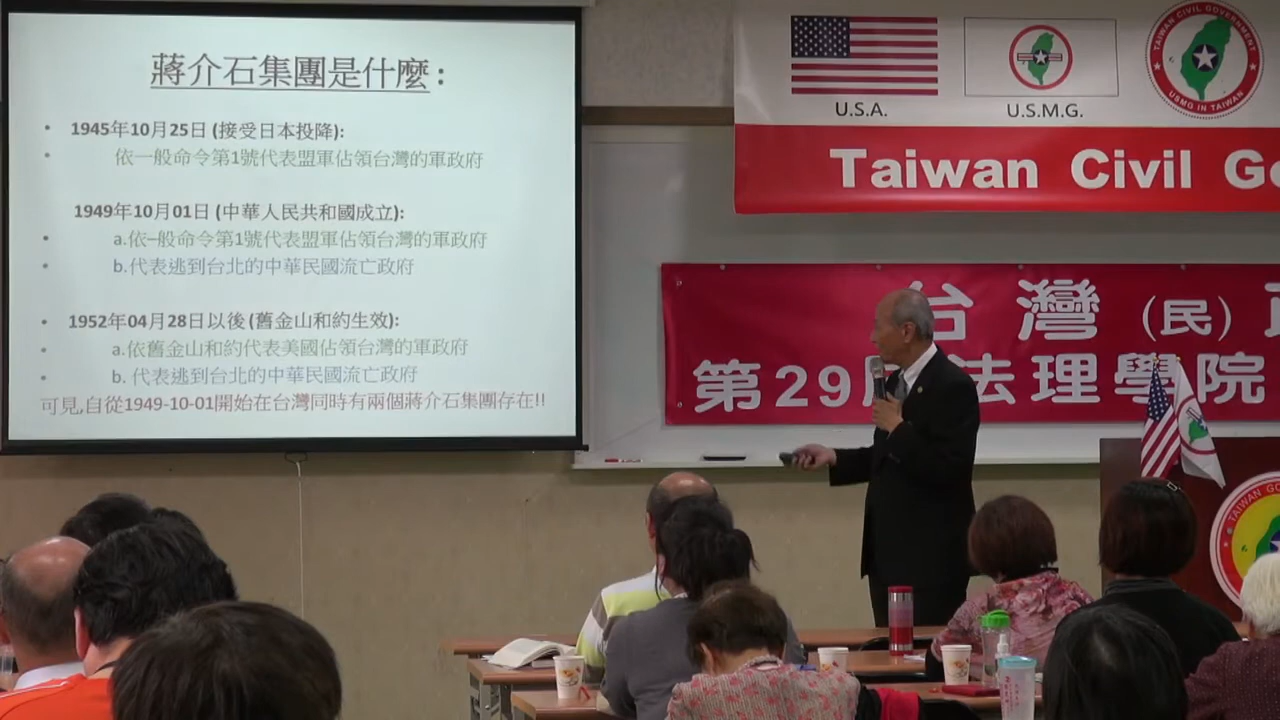 蔣介石集團是什麼：
• 1945年10月25日 (接受日本投降):
• 依一般命令第1號代表盟軍佔領台灣的軍政府
1949年10月01日 (中華人民共和國成立):
• a.依一般命令第1號代表盟軍佔領台灣的軍政府
• b.代表逃到台北的中華民國流亡政府
• 1952年04月28日以後 (舊金山和約生效):
• a.依舊金山和約代表美國佔領台灣的軍政府
• b. 代表逃到台北的中華民國流亡政府
可見,自從1949-10-01開始在台灣同時有兩個蔣介石集團存在!!
U.S.A.
U.S.M.G.
TAIWAN CIVIL GOVERNMENT
USMG IN TAIWAN
Taiwan Civil G
台灣（民）
第29 法理學院
TAIWAN